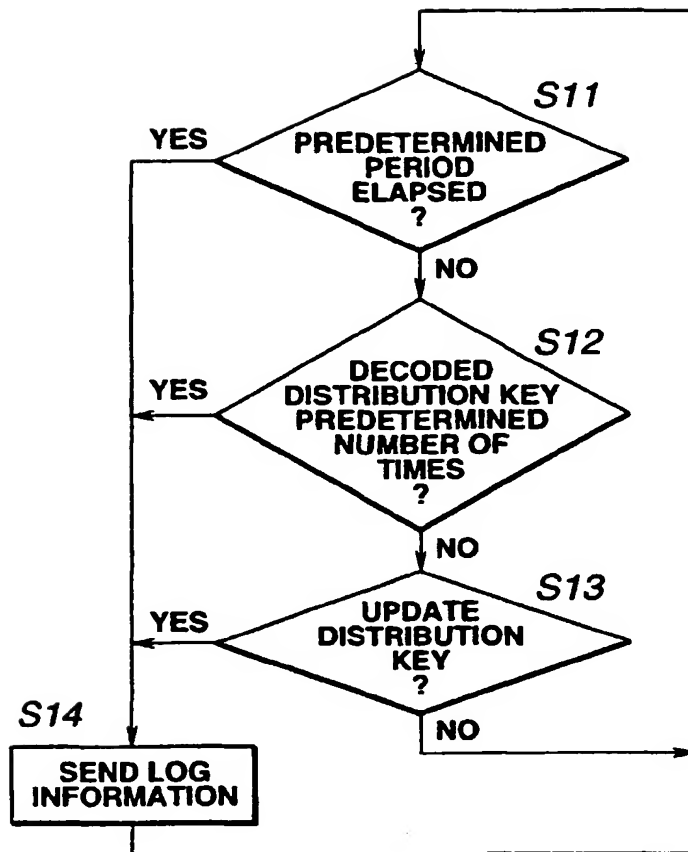 S11
YES
PREDETERMINED
PERIOD
ELAPSED
?
NO
S12
YES
DECODED
DISTRIBUTION KEY
PREDETERMINED
NUMBER OF
TIMES
?
NO
S13
YES
UPDATE
DISTRIBUTION
KEY
?
NO
S14
SEND LOG
INFORMATION